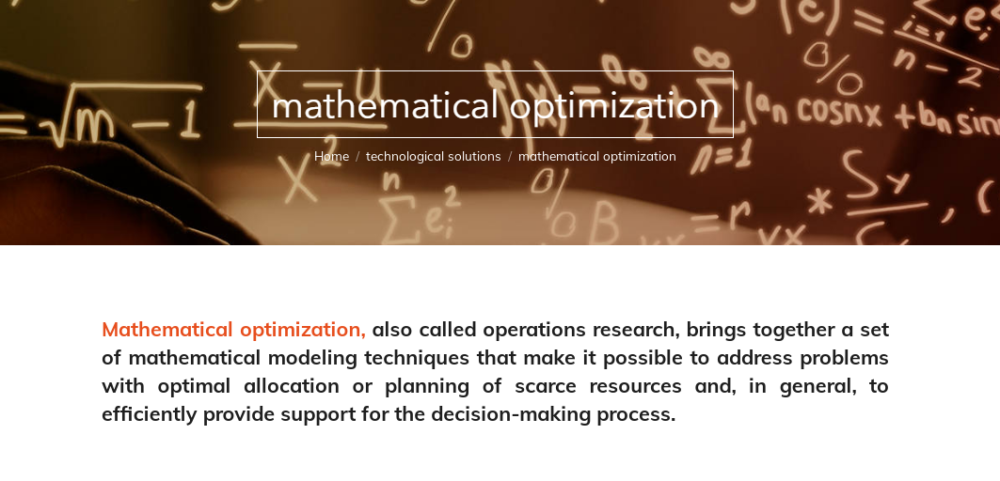 mathematical optimization
Home / technological solutions / mathematical optimization
Mathematical optimization, also called operations research, brings together a set
of mathematical modeling techniques that make it possible to address problems
with optimal allocation or planning of scarce resources and, in general, to
efficiently provide support for the decision-making process.